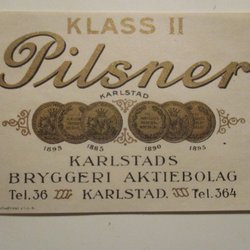 KLASS II
Pilsner
KARLSTAD
1893 1885 1890 1895
KARLSTADS
BRYGGERI AKTIEBOLAG
Tel. 36 KARLSTAD. Tel. 364